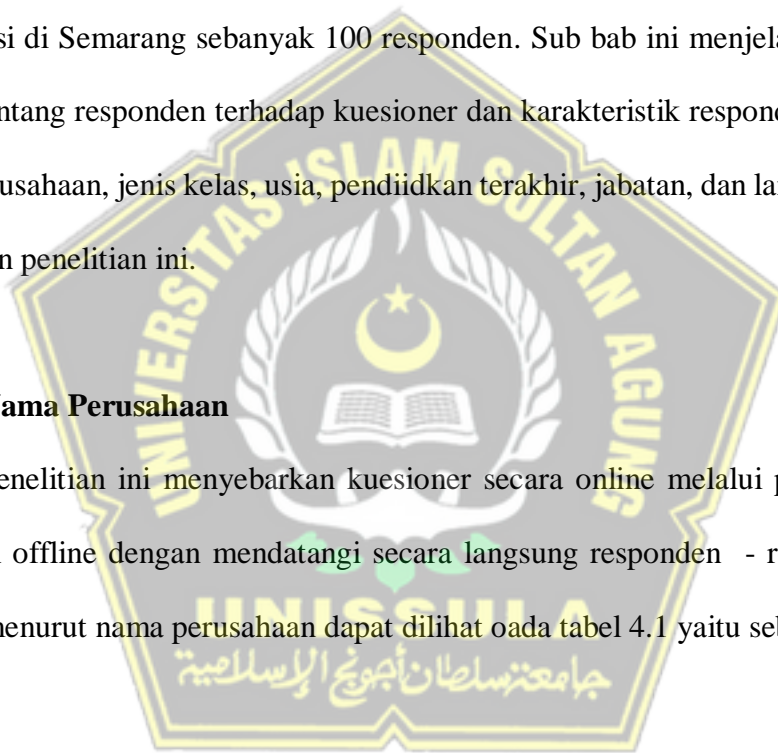 si di Semarang sebanyak 100 responden. Sub bab ini menjela
ntang responden terhadap kuesioner dan karakteristik respond
usahaan, jenis kelas, usia, pendiidkan terakhir, jabatan, dan la
n penelitian ini.
UNIVERSITAS ISLAM SULTAN AGUNG
Nama Perusahaan
enelitian ini menyebarkan kuesioner secara online melalui p
offline dengan mendatangi secara langsung responden - r
menurut nama perusahaan dapat dilihat oada tabel 4.1 yaitu seb
UNISSULA
جامعة سلطان أجونج الإسلامية